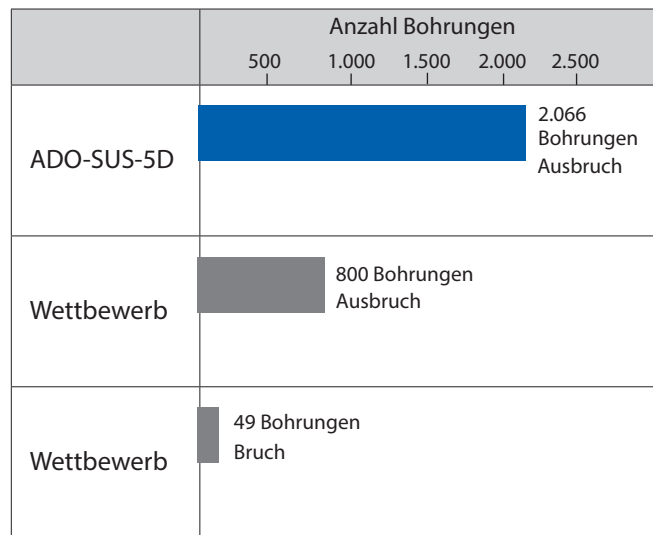 Anzahl Bohrungen
500 1.000 1.500 2.000 2.500
ADO-SUS-5D
2.066
Bohrungen
Ausbruch
Wettbewerb
800 Bohrungen
Ausbruch
Wettbewerb
49 Bohrungen
Bruch